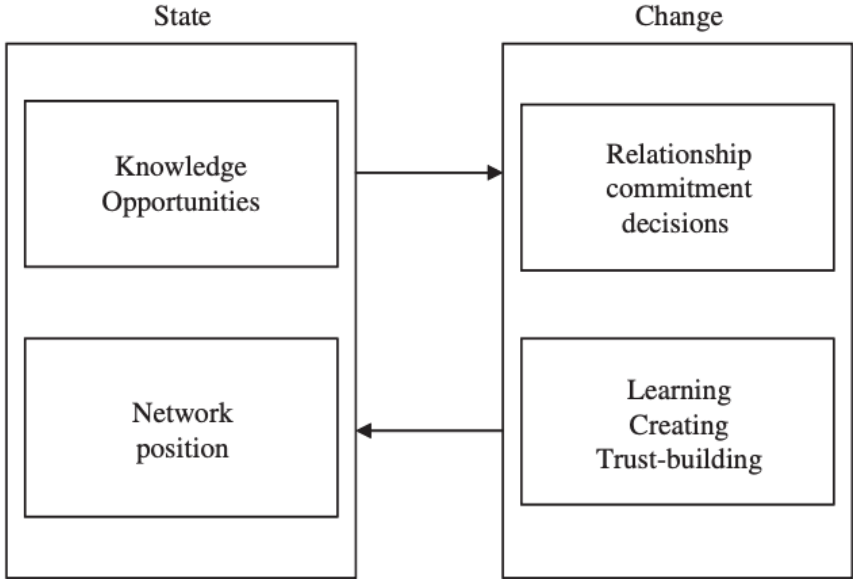 State
Change
Knowledge
Opportunities
Relationship
commitment
decisions
Network
position
Learning
Creating
Trust-building